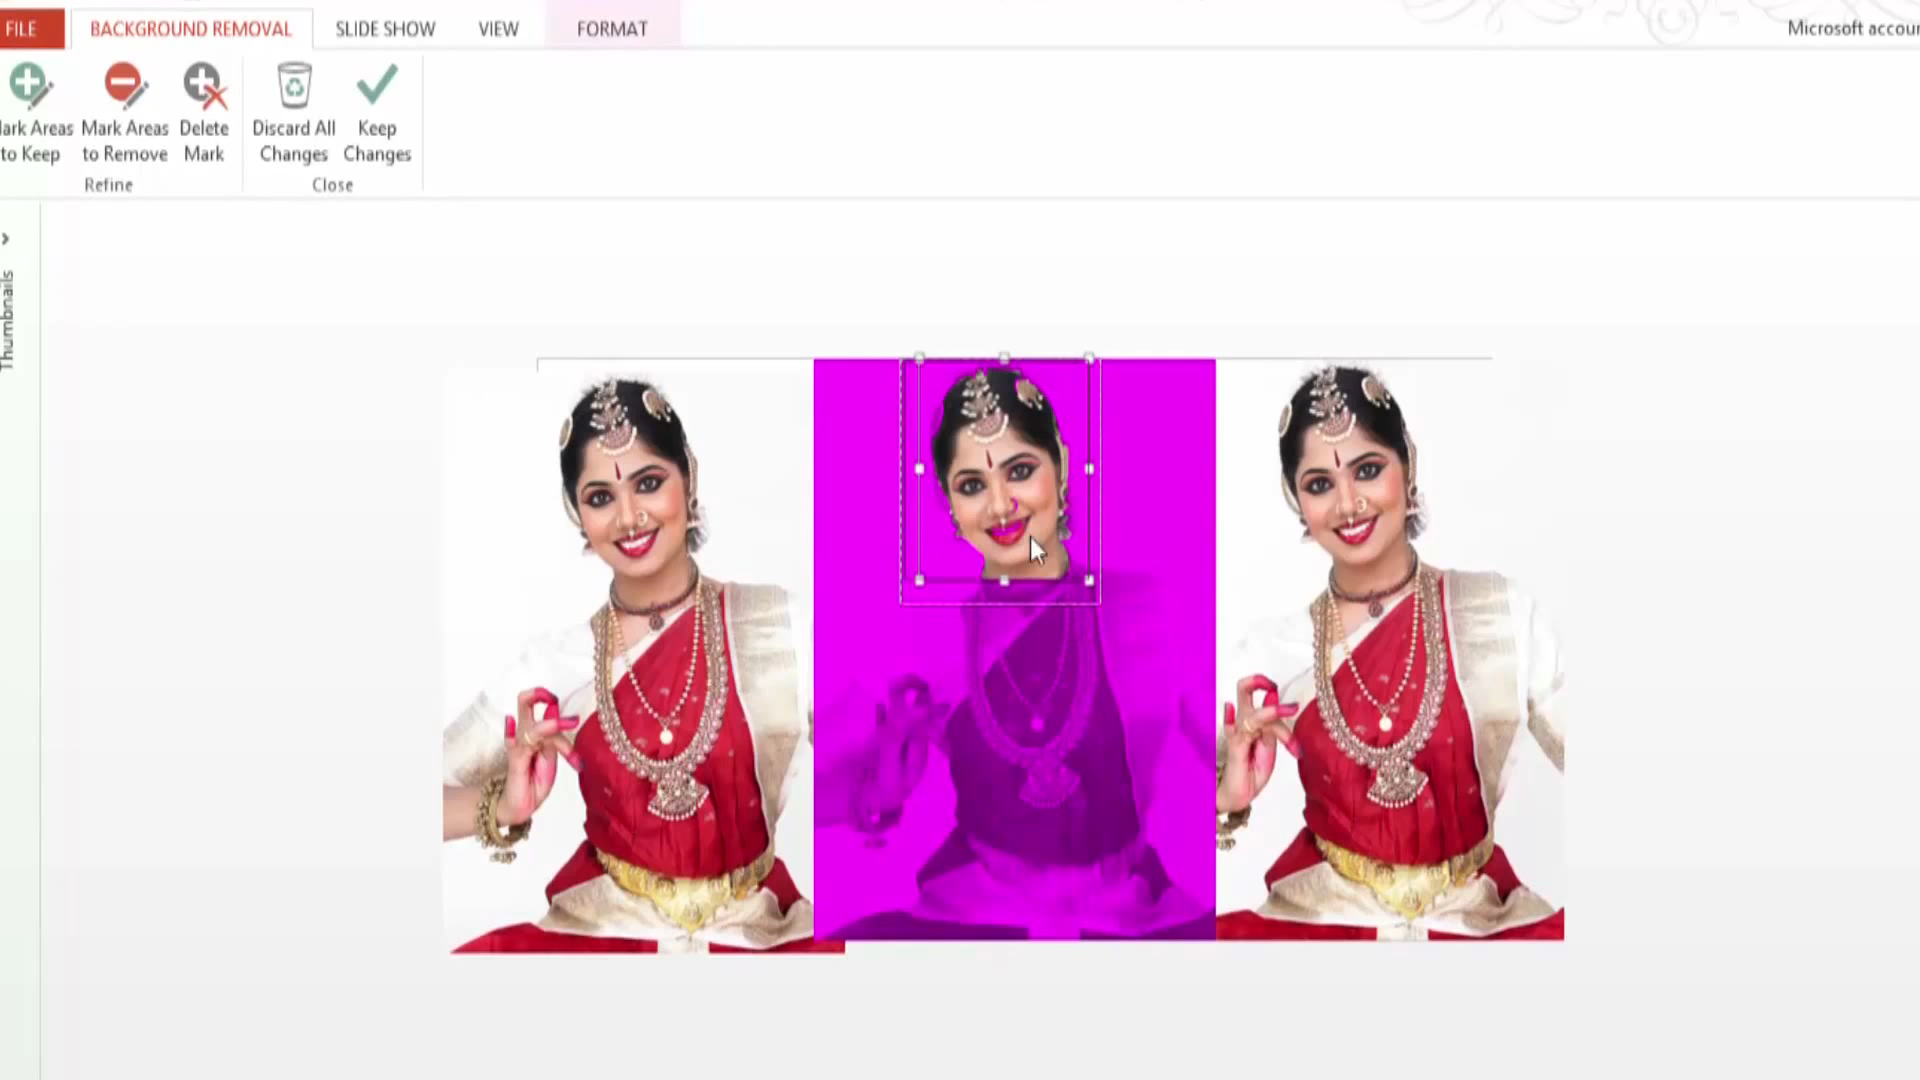 FILE BACKGROUND REMOVAL SLIDE SHOW VIEW FORMAT Microsoft accour
ark Areas Mark Areas Delete Discard All Keep
to Keep to Remove Mark Changes Changes
Refine Close
Thumbnails